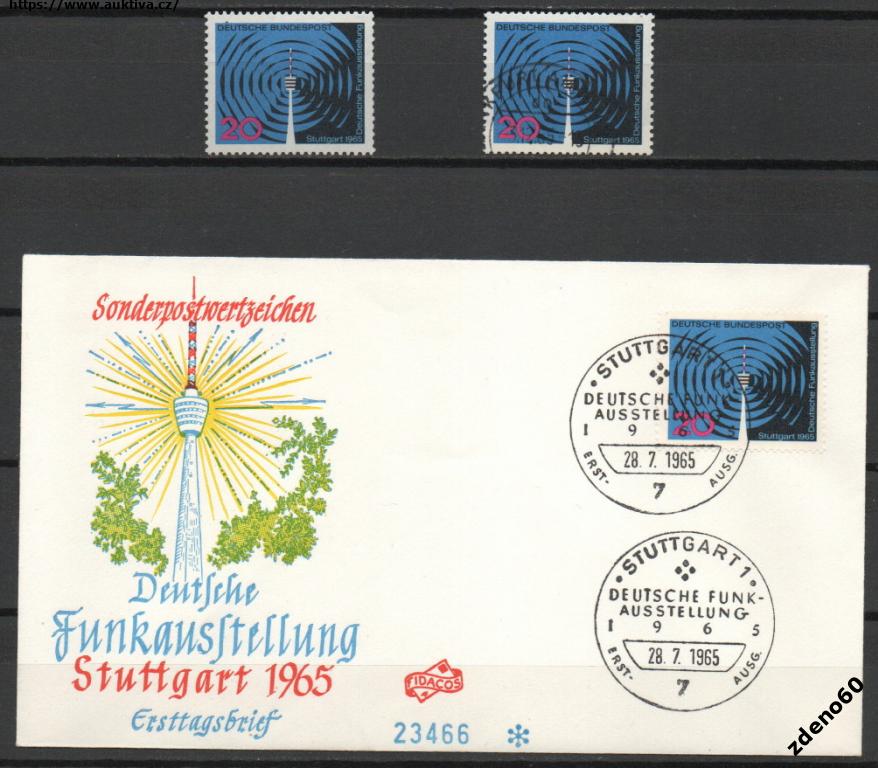 https://www.auktiva.cz/
DEUTSCHE BUNDESPOST
Deutsche Funkausstellung
20
Stuttgart 1965
DEUTSCHE BUNDESPOST
Deutsche Funkausstellung
20
Stuttgart 1965
Sonderpostwertzeichen
DEUTSCHE BUNDESPOST
Deutsche Funkausstellung
20
Stuttgart 1965
STUTTGART
DEUTSCHE FUNK-
AUSSTELLUNG
1 9 6 5
28. 7. 1965
ERST- AUSG.
7
Deutsche
Funkausstellung
Stuttgart 1965
Ersttagsbrief
FIDACOS
23466 *
• STUTTGART 1 •
DEUTSCHE FUNK-
AUSSTELLUNG
1 9 6 5
28. 7. 1965
ERST- AUSG.
7
zdeno60